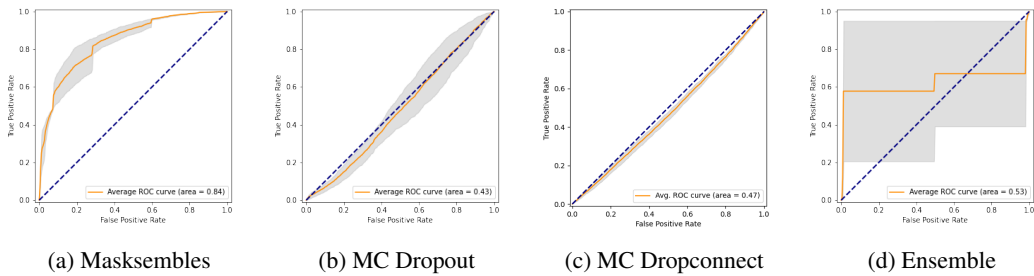 1.0
0.8
0.6
0.4
0.2
0.0
True Positive Rate
0.0 0.2 0.4 0.6 0.8 1.0
False Positive Rate
Average ROC curve (area = 0.84)
(a) Masksembles
1.0
0.8
0.6
0.4
0.2
0.0
True Positive Rate
0.0 0.2 0.4 0.6 0.8 1.0
False Positive Rate
Average ROC curve (area = 0.43)
(b) MC Dropout
1.0
0.8
0.6
0.4
0.2
0.0
True Positive Rate
0.0 0.2 0.4 0.6 0.8 1.0
False Positive Rate
Avg. ROC curve (area = 0.47)
(c) MC Dropconnect
1.0
0.8
0.6
0.4
0.2
0.0
True Positive Rate
0.0 0.2 0.4 0.6 0.8 1.0
False Positive Rate
Average ROC curve (area = 0.53)
(d) Ensemble